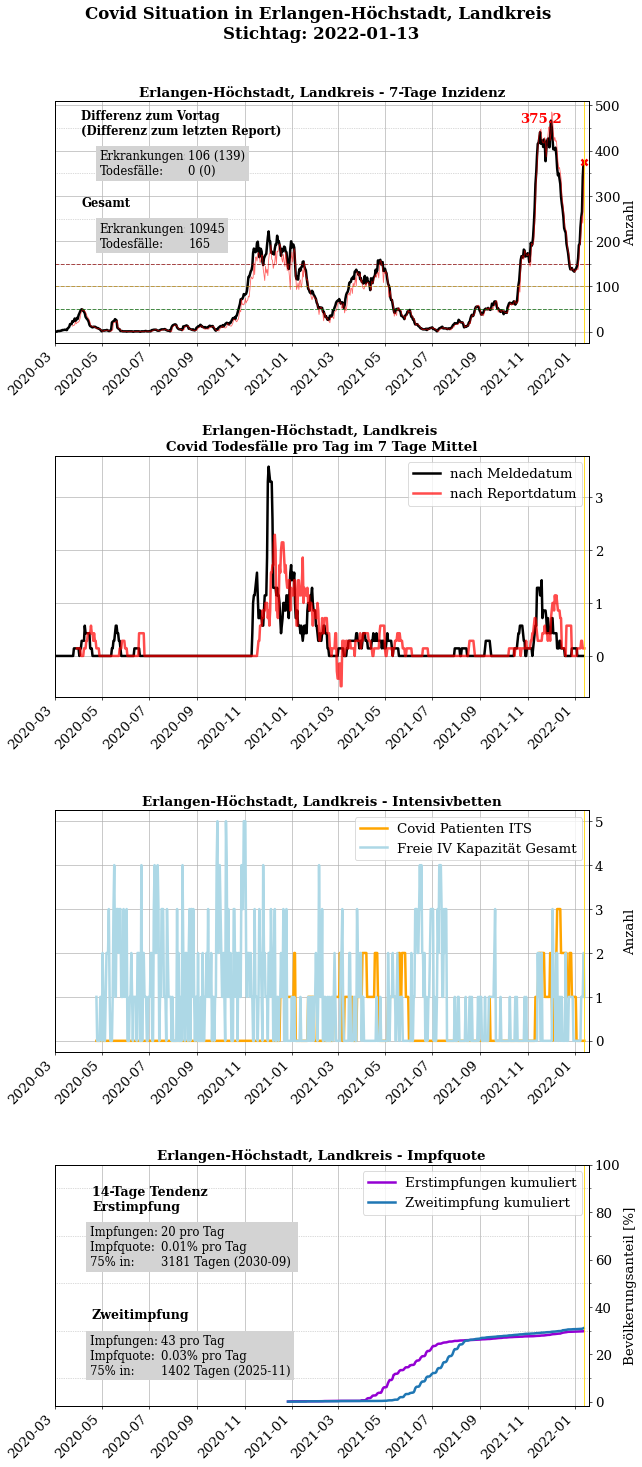 Covid Situation in Erlangen-Höchstadt, Landkreis
Stichtag: 2022-01-13
Erlangen-Höchstadt, Landkreis - 7-Tage Inzidenz
Differenz zum Vortag
(Differenz zum letzten Report)
Erkrankungen 106 (139)
Todesfälle: 0 (0)
Gesamt
Erkrankungen 10945
Todesfälle: 165
375.2
500
400
300
200
100
0
Anzahl
2020-03
2020-05
2020-07
2020-09
2020-11
2021-01
2021-03
2021-05
2021-07
2021-09
2021-11
2022-01
Erlangen-Höchstadt, Landkreis
Covid Todesfälle pro Tag im 7 Tage Mittel
nach Meldedatum
nach Reportdatum
3
2
1
0
2020-03
2020-05
2020-07
2020-09
2020-11
2021-01
2021-03
2021-05
2021-07
2021-09
2021-11
2022-01
Erlangen-Höchstadt, Landkreis - Intensivbetten
Covid Patienten ITS
Freie IV Kapazität Gesamt
5
4
3
2
1
0
Anzahl
2020-03
2020-05
2020-07
2020-09
2020-11
2021-01
2021-03
2021-05
2021-07
2021-09
2021-11
2022-01
Erlangen-Höchstadt, Landkreis - Impfquote
14-Tage Tendenz
Erstimpfung
Impfungen: 20 pro Tag
Impfquote: 0.01% pro Tag
75% in: 3181 Tagen (2030-09)
Zweitimpfung
Impfungen: 43 pro Tag
Impfquote: 0.03% pro Tag
75% in: 1402 Tagen (2025-11)
Erstimpfungen kumuliert
Zweitimpfung kumuliert
100
80
60
40
20
0
Bevölkerungsanteil [%]
2020-03
2020-05
2020-07
2020-09
2020-11
2021-01
2021-03
2021-05
2021-07
2021-09
2021-11
2022-01